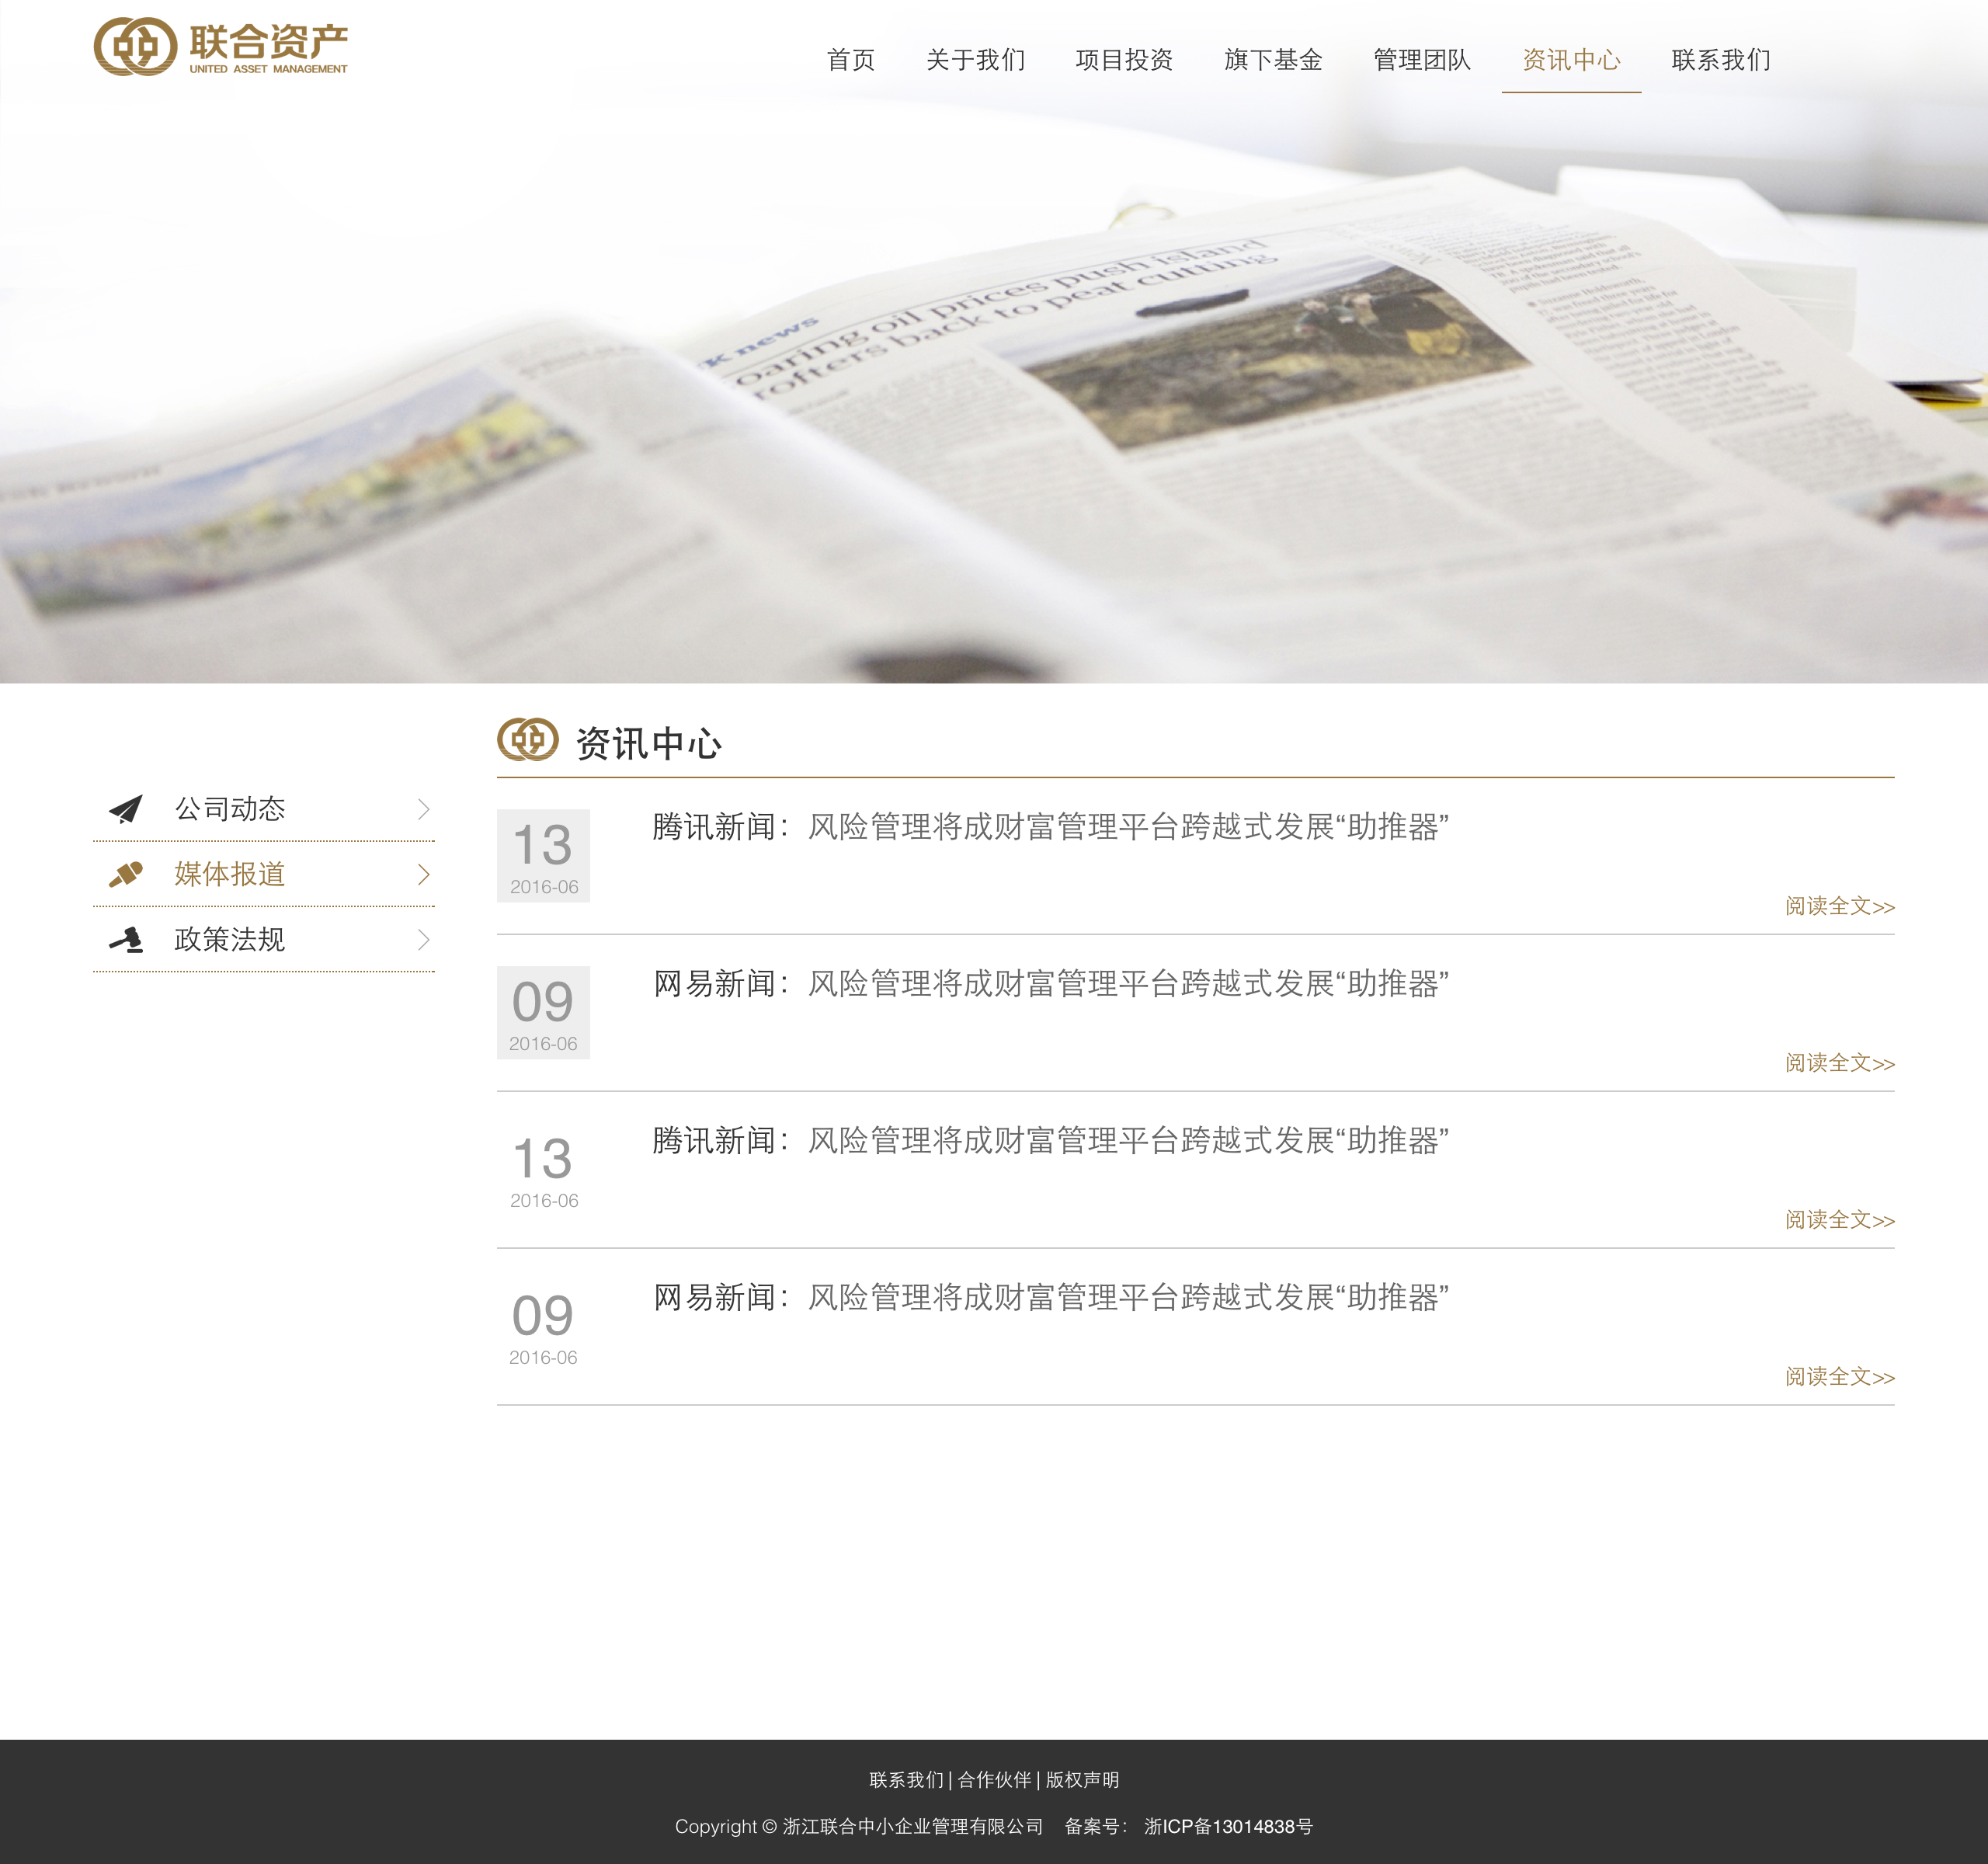 联合资产
UNITED ASSET MANAGEMENT
首页 关于我们 项目投资 旗下基金 管理团队 资讯中心 联系我们
news
oaring oil prices push island
rofters back to peat cutting
资讯中心
公司动态
媒体报道
政策法规
13
2016-06
腾讯新闻：风险管理将成财富管理平台跨越式发展“助推器”
阅读全文>>
09
2016-06
网易新闻：风险管理将成财富管理平台跨越式发展“助推器”
阅读全文>>
13
2016-06
腾讯新闻：风险管理将成财富管理平台跨越式发展“助推器”
阅读全文>>
09
2016-06
网易新闻：风险管理将成财富管理平台跨越式发展“助推器”
阅读全文>>
联系我们 | 合作伙伴 | 版权声明
Copyright © 浙江联合中小企业管理有限公司 备案号： 浙ICP备13014838号